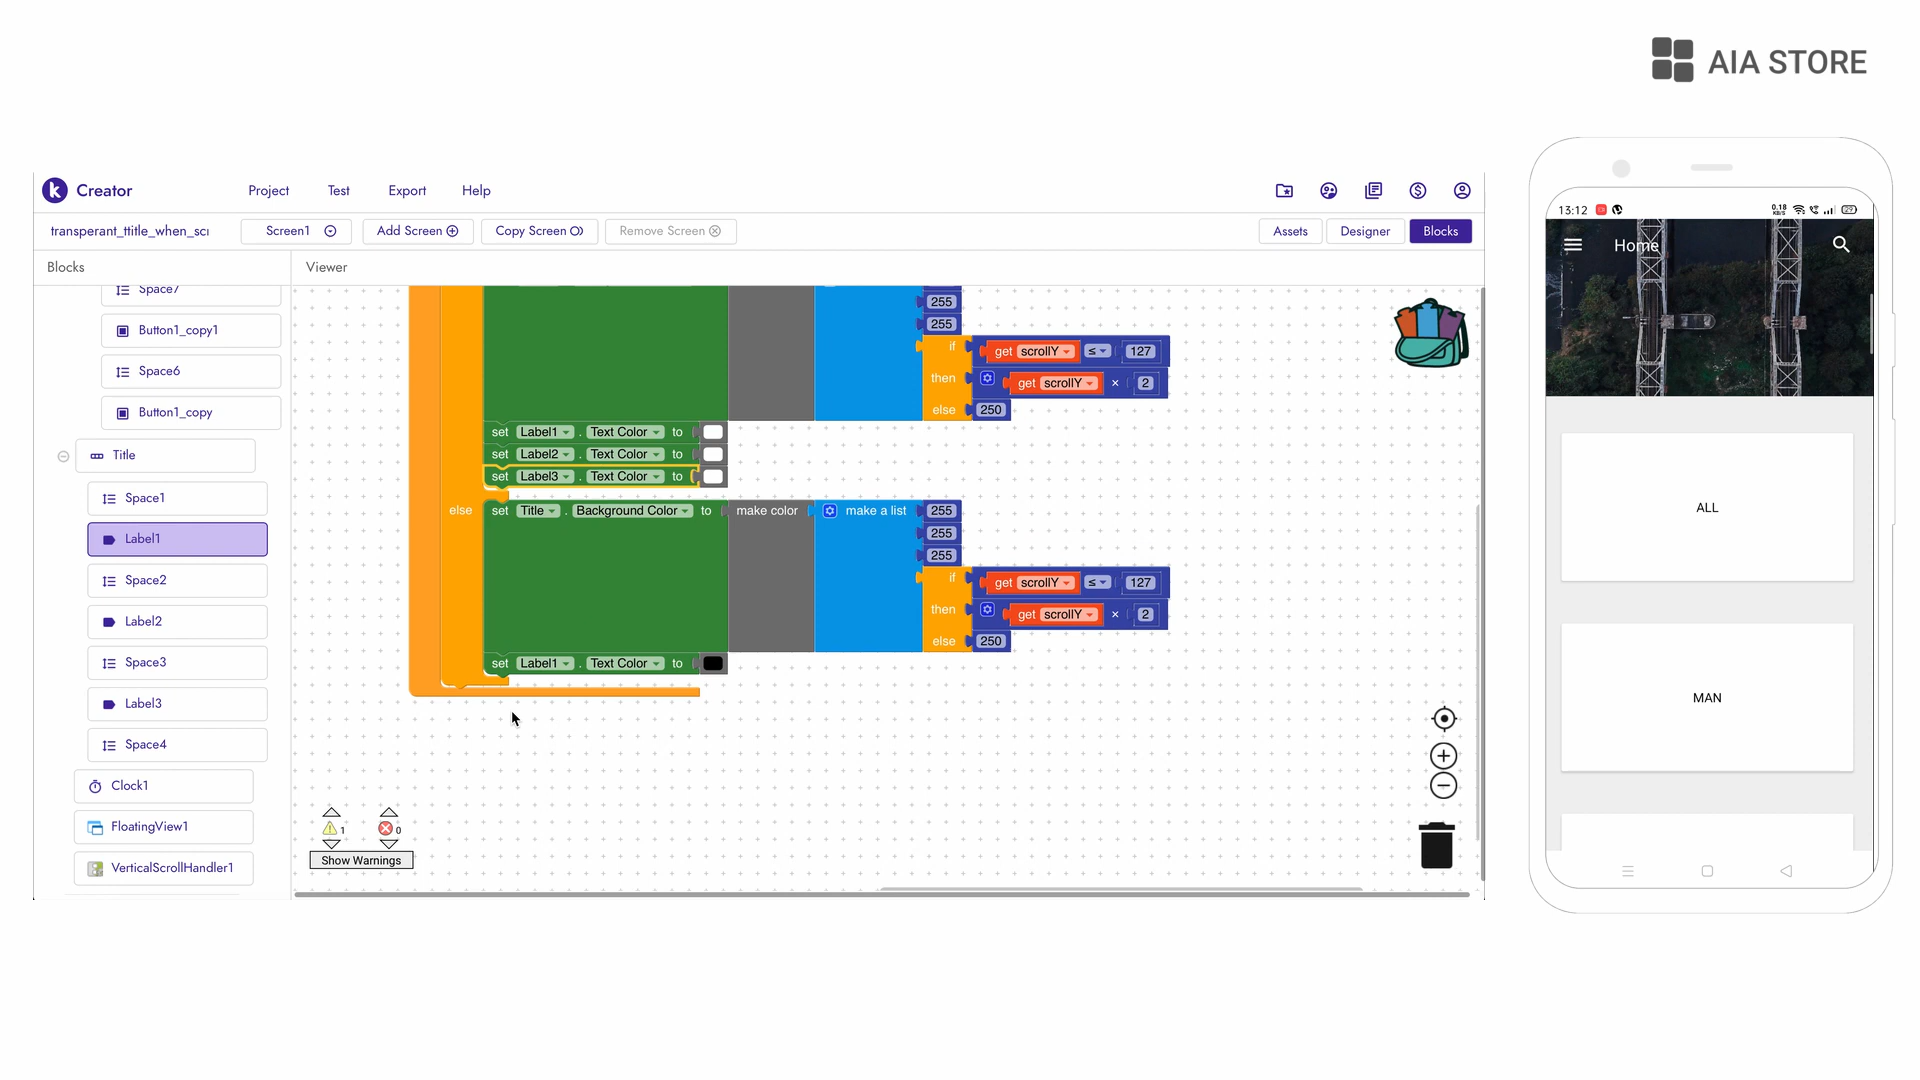 AIA STORE
Creator
Project
Test
Export
Help
transperant_ttitle_when_scr
Screen1
Add Screen
Copy Screen
Remove Screen
Assets
Designer
Blocks
Blocks
Viewer
Space7
Button1_copy1
Space6
Button1_copy
Title
Space1
Label1
Space2
Label2
Space3
Label3
Space4
Clock1
FloatingView1
VerticalScrollHandler1
255
255
if get scrollY ≤ 127
then get scrollY × 2
else 250
set Label1 . Text Color to
set Label2 . Text Color to
set Label3 . Text Color to
else set Title . Background Color to make color make a list 255
255
255
if get scrollY ≤ 127
then get scrollY × 2
else 250
set Label1 . Text Color to
1
0
Show Warnings
13:12
0.18
KB/S
29
Home
ALL
MAN